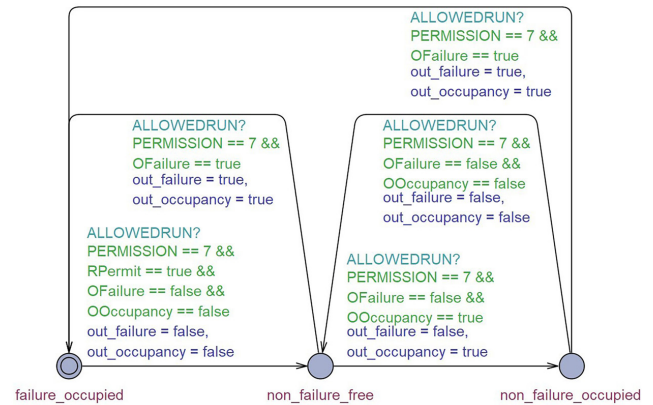 ALLOWEDRUN?
PERMISSION == 7 &&
OFailure == true
out_failure = true,
out_occupancy = true
ALLOWEDRUN?
PERMISSION == 7 &&
OFailure == true
out_failure = true,
out_occupancy = true
ALLOWEDRUN?
PERMISSION == 7 &&
OFailure == false &&
OOccupancy == false
out_failure = false,
out_occupancy = false
ALLOWEDRUN?
PERMISSION == 7 &&
RPermit == true &&
OFailure == false &&
OOccupancy == false
out_failure = false,
out_occupancy = false
ALLOWEDRUN?
PERMISSION == 7 &&
OFailure == false &&
OOccupancy == true
out_failure = false,
out_occupancy = true
failure_occupied
non_failure_free
non_failure_occupied